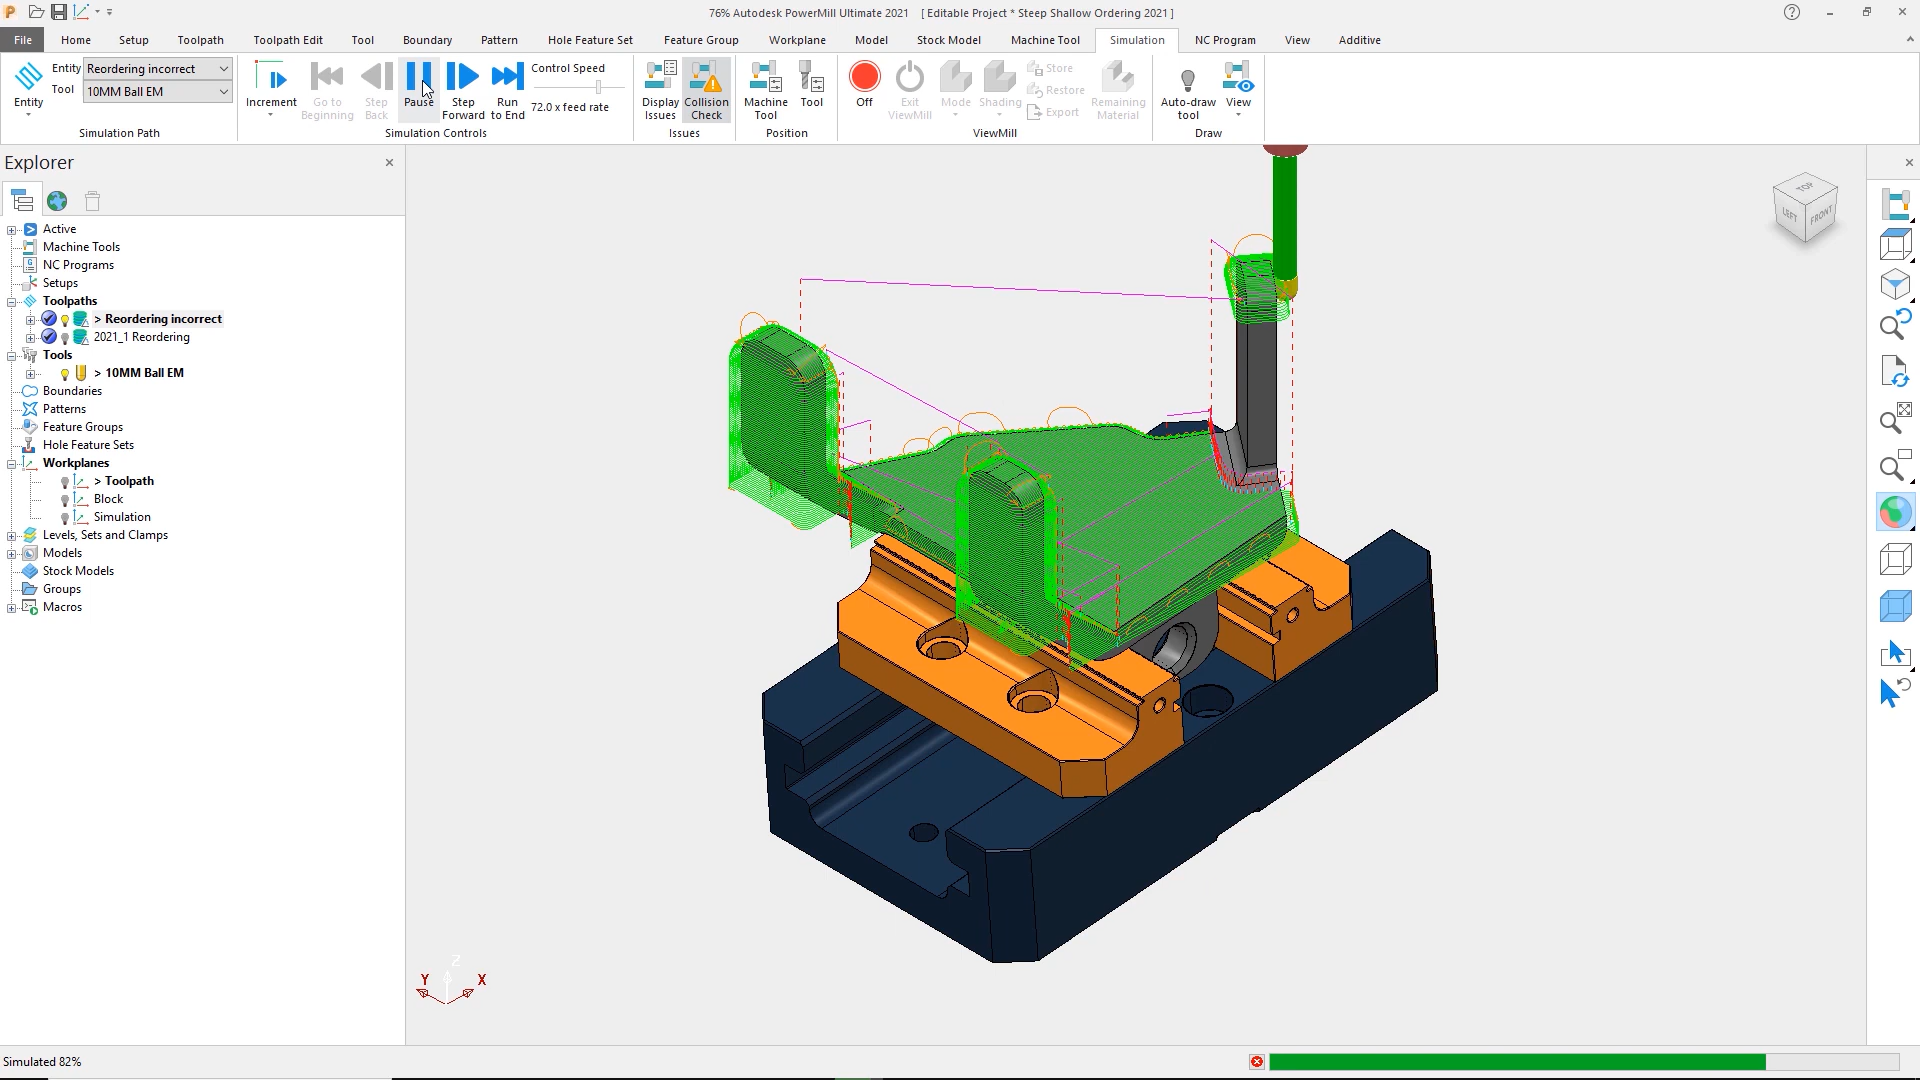 76% Autodesk PowerMill Ultimate 2021 [ Editable Project * Steep Shallow Ordering 2021 ]
File Home Setup Toolpath Toolpath Edit Tool Boundary Pattern Hole Feature Set Feature Group Workplane Model Stock Model Machine Tool Simulation NC Program View Additive
Entity
Entity Reordering incorrect
Tool 10MM Ball EM
Simulation Path
Increment
Go to Beginning
Step Back
Pause
Step Forward
Run to End
Control Speed
72.0 x feed rate
Simulation Controls
Display Issues
Collision Check
Issues
Machine Tool
Tool
Position
Off
Exit ViewMill
Mode
Shading
Store
Restore
Export
Remaining Material
ViewMill
Auto-draw tool
View
Draw
Explorer
Active
Machine Tools
NC Programs
Setups
Toolpaths
> Reordering incorrect
2021_1 Reordering
Tools
> 10MM Ball EM
Boundaries
Patterns
Feature Groups
Hole Feature Sets
Workplanes
> Toolpath
Block
Simulation
Levels, Sets and Clamps
Models
Stock Models
Groups
Macros
TOP
LEFT
FRONT
Z
Y
X
Simulated 82%